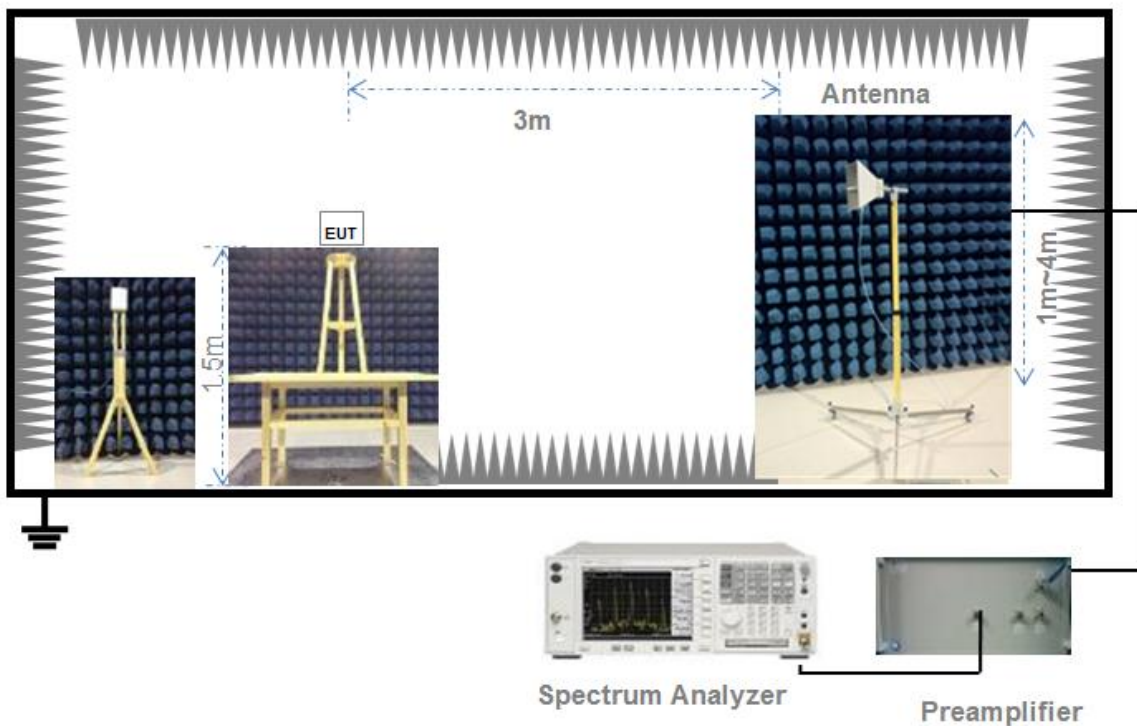 Antenna
3m
EUT
1.5m
1m~4m
Spectrum Analyzer
Preamplifier